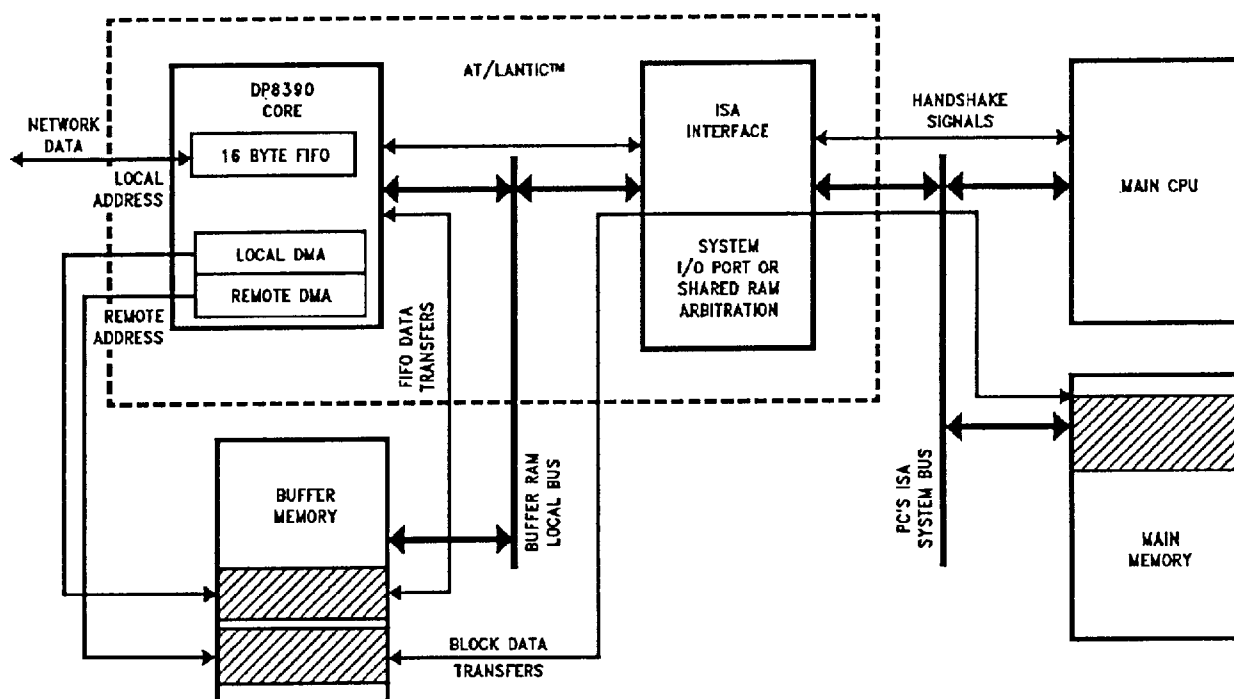 AT/LANTIC™
DP8390
CORE
16 BYTE FIFO
LOCAL DMA
REMOTE DMA
NETWORK
DATA
LOCAL
ADDRESS
REMOTE
ADDRESS
FIFO DATA
TRANSFERS
ISA
INTERFACE
SYSTEM
I/O PORT OR
SHARED RAM
ARBITRATION
HANDSHAKE
SIGNALS
MAIN CPU
BUFFER
MEMORY
BUFFER RAM
LOCAL BUS
BLOCK DATA
TRANSFERS
PC'S ISA
SYSTEM BUS
MAIN
MEMORY